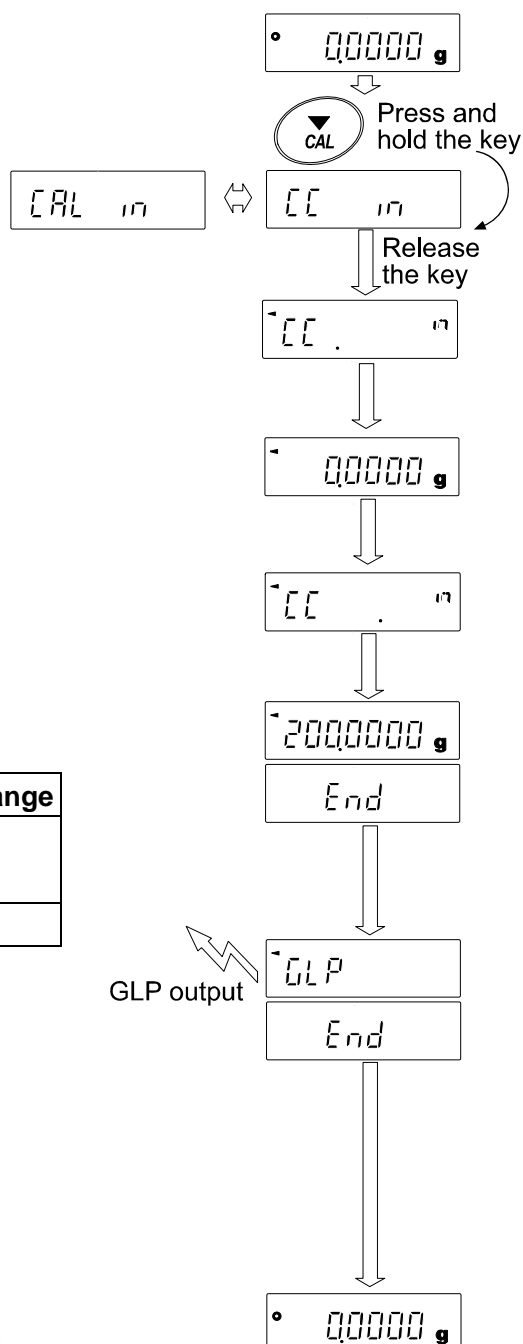 0.0000 g
CAL
Press and
hold the key
CAL in
CC in
Release
the key
CC . in
0.0000 g
CC . in
200.0000 g
End
GLP
GLP output
End
0.0000 g